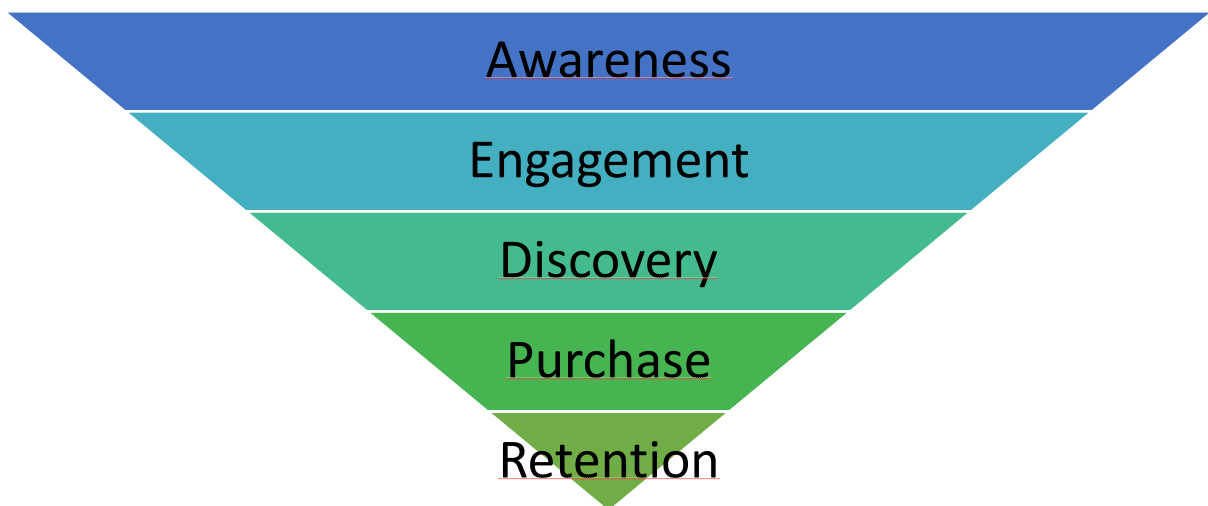 Awareness
Engagement
Discovery
Purchase
Retention